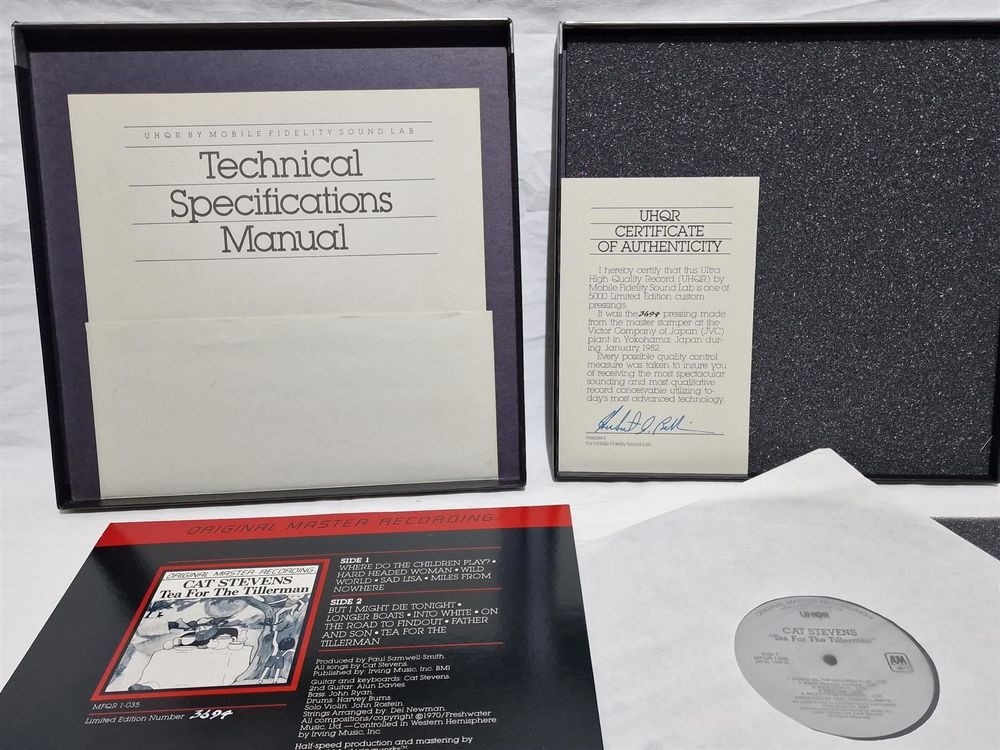 UHQR BY MOBILE FIDELITY SOUND LAB
Technical
Specifications
Manual
UHQR
CERTIFICATE
OF AUTHENTICITY
I hereby certify that this Ultra
High Quality Record (UHQR) by
Mobile Fidelity Sound Lab is one of
5000 Limited Edition custom
pressings.
It was the 3694 pressing made
from the master stamper at the
Victor Company of Japan (JVC)
plant in Yokohama, Japan dur-
ing January 1982.
Every possible quality control
measure was taken to insure you
of receiving the most spectacular
sounding and most qualitative
record conceivable utilizing to-
day's most advanced technology.
President
For Mobile Fidelity Sound Lab
ORIGINAL MASTER RECORDING
ORIGINAL MASTER RECORDING
CAT STEVENS
Tea For The Tillerman
MFQR 1-035
Limited Edition Number 3694
SIDE 1
WHERE DO THE CHILDREN PLAY? •
HARD HEADED WOMAN • WILD
WORLD • SAD LISA • MILES FROM
NOWHERE
SIDE 2
BUT I MIGHT DIE TONIGHT •
LONGER BOATS • INTO WHITE • ON
THE ROAD TO FINDOUT • FATHER
AND SON • TEA FOR THE
TILLERMAN
Produced by Paul Samwell-Smith.
All songs by Cat Stevens.
Published by Irving Music, Inc. BMI
Guitar and keyboards: Cat Stevens
2nd Guitar: Alun Davies
Bass: John Ryan
Drums: Harvey Burns
Solo Violin: John Rostein
Strings Arranged by: Del Newman
All compositions/copyright ©1970/Freshwater
Music, Ltd.—Controlled in Western Hemisphere
by Irving Music, Inc.
Half-speed production and mastering by
ORIGINAL MASTER RECORDING
UHQR
CAT STEVENS
"Tea For The Tillerman"
Side 1
MFQR 1-035
A&M